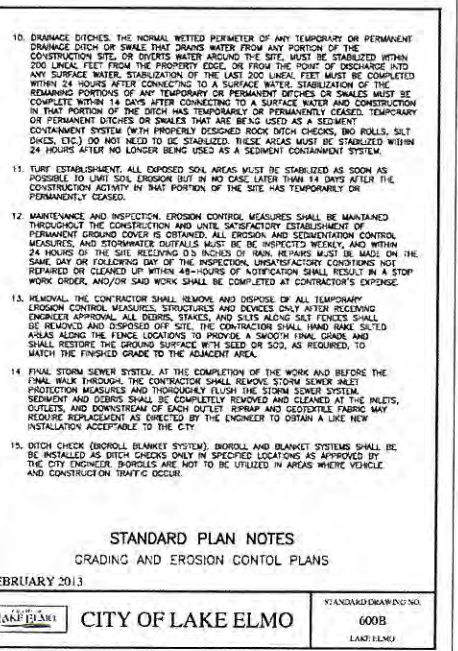 10. DRAINAGE DITCHES. THE NORMAL WETTED PERIMETER OF ANY TEMPORARY OR PERMANENT
DRAINAGE DITCH OR SWALE THAT DRAINS WATER FROM ANY PORTION OF THE
CONSTRUCTION SITE, OR DIVERTS WATER AROUND THE SITE, MUST BE STABILIZED WITHIN
200 LINEAL FEET FROM THE PROPERTY EDGE, OR FROM THE POINT OF DISCHARGE INTO
ANY SURFACE WATER. STABILIZATION OF THE LAST 200 LINEAL FEET MUST BE COMPLETED
WITHIN 24 HOURS AFTER CONNECTING TO A SURFACE WATER. STABILIZATION OF THE
REMAINING PORTIONS OF ANY TEMPORARY OR PERMANENT DITCHES OR SWALES MUST BE
COMPLETE WITHIN 14 DAYS AFTER CONNECTING TO A SURFACE WATER AND CONSTRUCTION
IN THAT PORTION OF THE DITCH HAS TEMPORARILY OR PERMANENTLY CEASED. TEMPORARY
OR PERMANENT DITCHES OR SWALES THAT ARE BEING USED AS A SEDIMENT
CONTAINMENT SYSTEM (WITH PROPERLY DESIGNED ROCK DITCH CHECKS, BIO ROLLS, SILT
DIKES, ETC.) DO NOT NEED TO BE STABILIZED. THESE AREAS MUST BE STABILIZED WITHIN
24 HOURS AFTER NO LONGER BEING USED AS A SEDIMENT CONTAINMENT SYSTEM.
11. TURF ESTABLISHMENT. ALL EXPOSED SOIL AREAS MUST BE STABILIZED AS SOON AS
POSSIBLE TO LIMIT SOIL EROSION BUT IN NO CASE LATER THAN 14 DAYS AFTER THE
CONSTRUCTION ACTIVITY IN THAT PORTION OF THE SITE HAS TEMPORARILY OR
PERMANENTLY CEASED.
12. MAINTENANCE AND INSPECTION. EROSION CONTROL MEASURES SHALL BE MAINTAINED
THROUGHOUT THE CONSTRUCTION AND UNTIL SATISFACTORY ESTABLISHMENT OF
PERMANENT GROUND COVER IS OBTAINED. ALL EROSION AND SEDIMENTATION CONTROL
MEASURES, AND STORMWATER OUTFALLS MUST BE BE INSPECTED WEEKLY, AND WITHIN
24 HOURS OF THE SITE RECEIVING 0.5 INCHES OF RAIN. REPAIRS MUST BE MADE ON THE
SAME DAY OR FOLLOWING DAY OF THE INSPECTION. UNSATISFACTORY CONDITIONS NOT
REPAIRED OR CLEANED UP WITHIN 48-HOURS OF NOTIFICATION SHALL RESULT IN A STOP
WORK ORDER, AND/OR SAID WORK SHALL BE COMPLETED AT CONTRACTOR'S EXPENSE.
13. REMOVAL. THE CONTRACTOR SHALL REMOVE AND DISPOSE OF ALL TEMPORARY
EROSION CONTROL MEASURES, STRUCTURES AND DEVICES ONLY AFTER RECEIVING
ENGINEER APPROVAL. ALL DEBRIS, STAKES, AND SILTS ALONG SILT FENCES SHALL
BE REMOVED AND DISPOSED OFF SITE. THE CONTRACTOR SHALL HAND RAKE SILTED
AREAS ALONG THE FENCE LOCATIONS TO PROVIDE A SMOOTH FINAL GRADE AND
SHALL RESTORE THE GROUND SURFACE WITH SEED OR SOD, AS REQUIRED, TO
MATCH THE FINISHED GRADE TO THE ADJACENT AREA.
14 FINAL STORM SEWER SYSTEM. AT THE COMPLETION OF THE WORK AND BEFORE THE
FINAL WALK THROUGH, THE CONTRACTOR SHALL REMOVE STORM SEWER INLET
PROTECTION MEASURES AND THOROUGHLY FLUSH THE STORM SEWER SYSTEM.
SEDIMENT AND DEBRIS SHALL BE COMPLETELY REMOVED AND CLEANED AT THE INLETS,
OUTLETS, AND DOWNSTREAM OF EACH OUTLET. RIPRAP AND GEOTEXTILE FABRIC MAY
REQUIRE REPLACEMENT AS DIRECTED BY THE ENGINEER TO OBTAIN A LIKE NEW
INSTALLATION ACCEPTABLE TO THE CITY.
15. DITCH CHECK (BIOROLL BLANKET SYSTEM). BIOROLL AND BLANKET SYSTEMS SHALL BE
BE INSTALLED AS DITCH CHECKS ONLY IN SPECIFIED LOCATIONS AS APPROVED BY
THE CITY ENGINEER. BIOROLLS ARE NOT TO BE UTILIZED IN AREAS WHERE VEHICLE
AND CONSTRUCTION TRAFFIC OCCUR.
STANDARD PLAN NOTES
GRADING AND EROSION CONTOL PLANS
EBRUARY 2013
LAKE ELMO
CITY OF LAKE ELMO
STANDARD DRAWING NO.
600B
LAKE ELMO